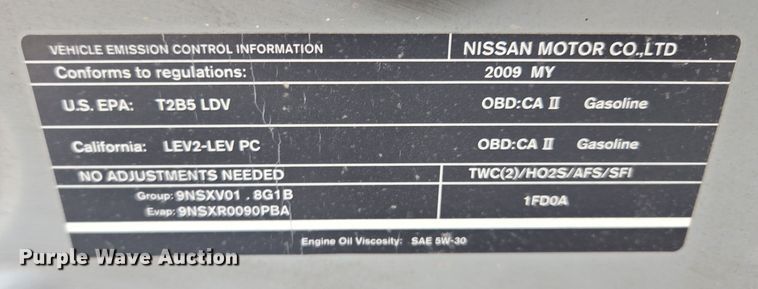 VEHICLE EMISSION CONTROL INFORMATION NISSAN MOTOR CO.,LTD
Conforms to regulations: 2009 MY
U.S. EPA: T2B5 LDV OBD:CA II Gasoline
California: LEV2-LEV PC OBD:CA II Gasoline
NO ADJUSTMENTS NEEDED TWC(2)/HO2S/AFS/SFI
Group: 9NSXV01.8G1B
Evap: 9NSXR0090PBA 1FD0A
Engine Oil Viscosity: SAE 5W-30
Purple Wave Auction